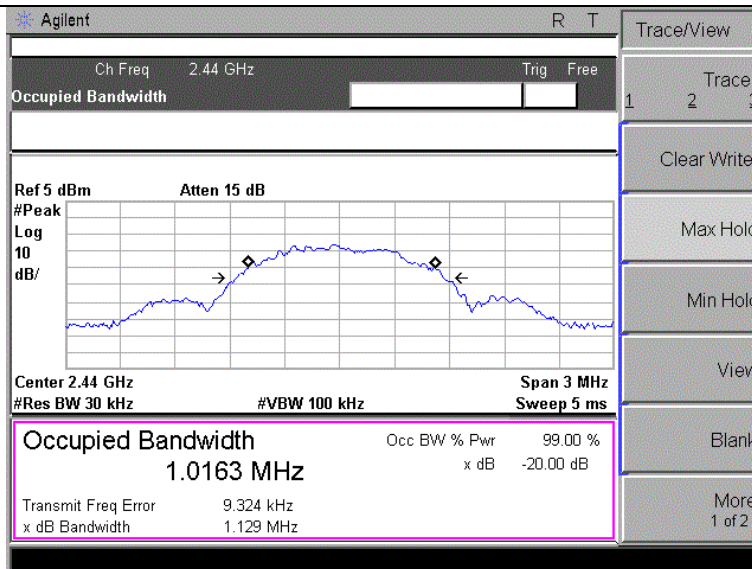 Agilent R T
Trace/View
Ch Freq 2.44 GHz Trig Free
Occupied Bandwidth
Trace
1 2
Clear Write
Max Hold
Min Hold
View
Blank
More
1 of 2
Ref 5 dBm Atten 15 dB
#Peak
Log
10
dB/
Center 2.44 GHz Span 3 MHz
#Res BW 30 kHz #VBW 100 kHz Sweep 5 ms
Occupied Bandwidth Occ BW % Pwr 99.00 %
1.0163 MHz x dB -20.00 dB
Transmit Freq Error 9.324 kHz
x dB Bandwidth 1.129 MHz